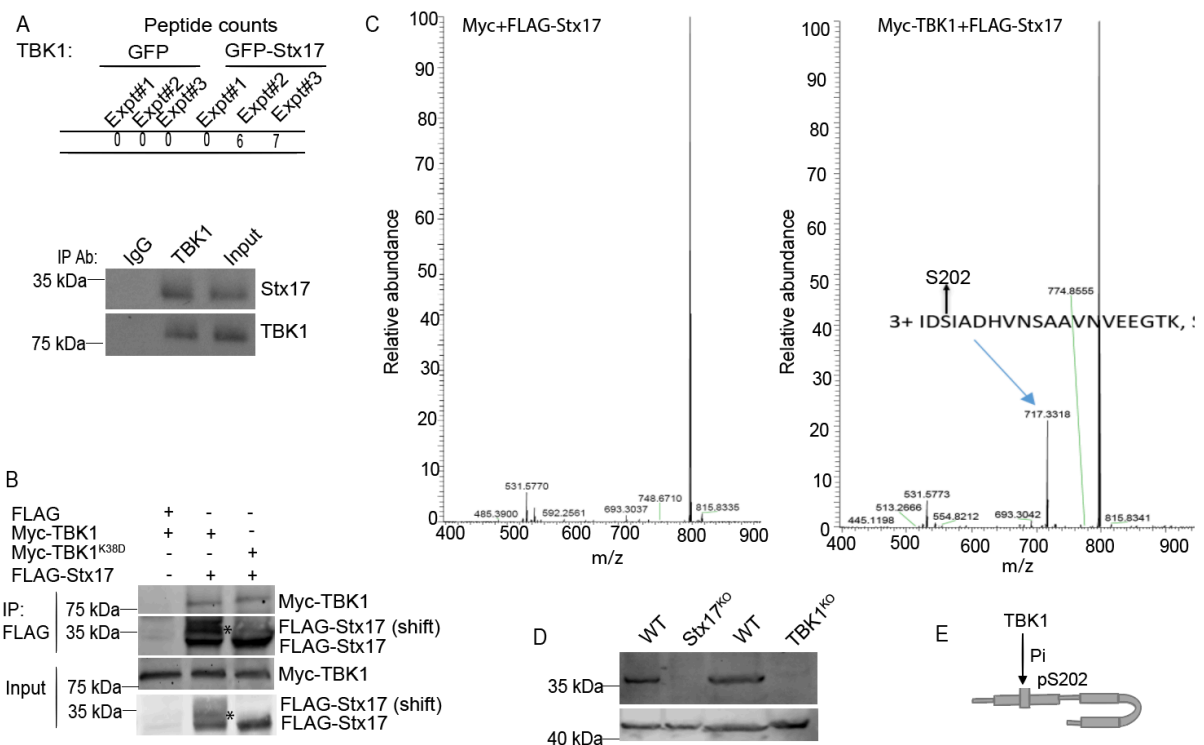 A
Peptide counts
TBK1: GFP GFP-Stx17
Expt#1 Expt#2 Expt#3 Expt#1 Expt#2 Expt#3
0 0 0 0 6 7
IP Ab: IgG TBK1 Input
35 kDa Stx17
75 kDa TBK1
B
FLAG + - -
Myc-TBK1 + + -
Myc-TBK1K38D - - +
FLAG-Stx17 - + +
IP:
FLAG
75 kDa Myc-TBK1
35 kDa * FLAG-Stx17 (shift)
FLAG-Stx17
Input
75 kDa Myc-TBK1
35 kDa * FLAG-Stx17 (shift)
FLAG-Stx17
C
Myc+FLAG-Stx17
Relative abundance
100
90
80
70
60
50
40
30
20
10
0
531.5770
485.3900
592.2561
693.3037
748.6710
815.8335
400 500 600 700 800 900
m/z
Myc-TBK1+FLAG-Stx17
Relative abundance
100
90
80
70
60
50
40
30
20
10
0
S202
774.8555
3+ IDSIADHVNSAAVNVEEGTK, S
717.3318
531.5773
513.2666
445.1198
554.8212
693.3042
815.8341
400 500 600 700 800 900
m/z
D
WT Stx17KO WT TBK1KO
35 kDa
40 kDa
E
TBK1
Pi
pS202